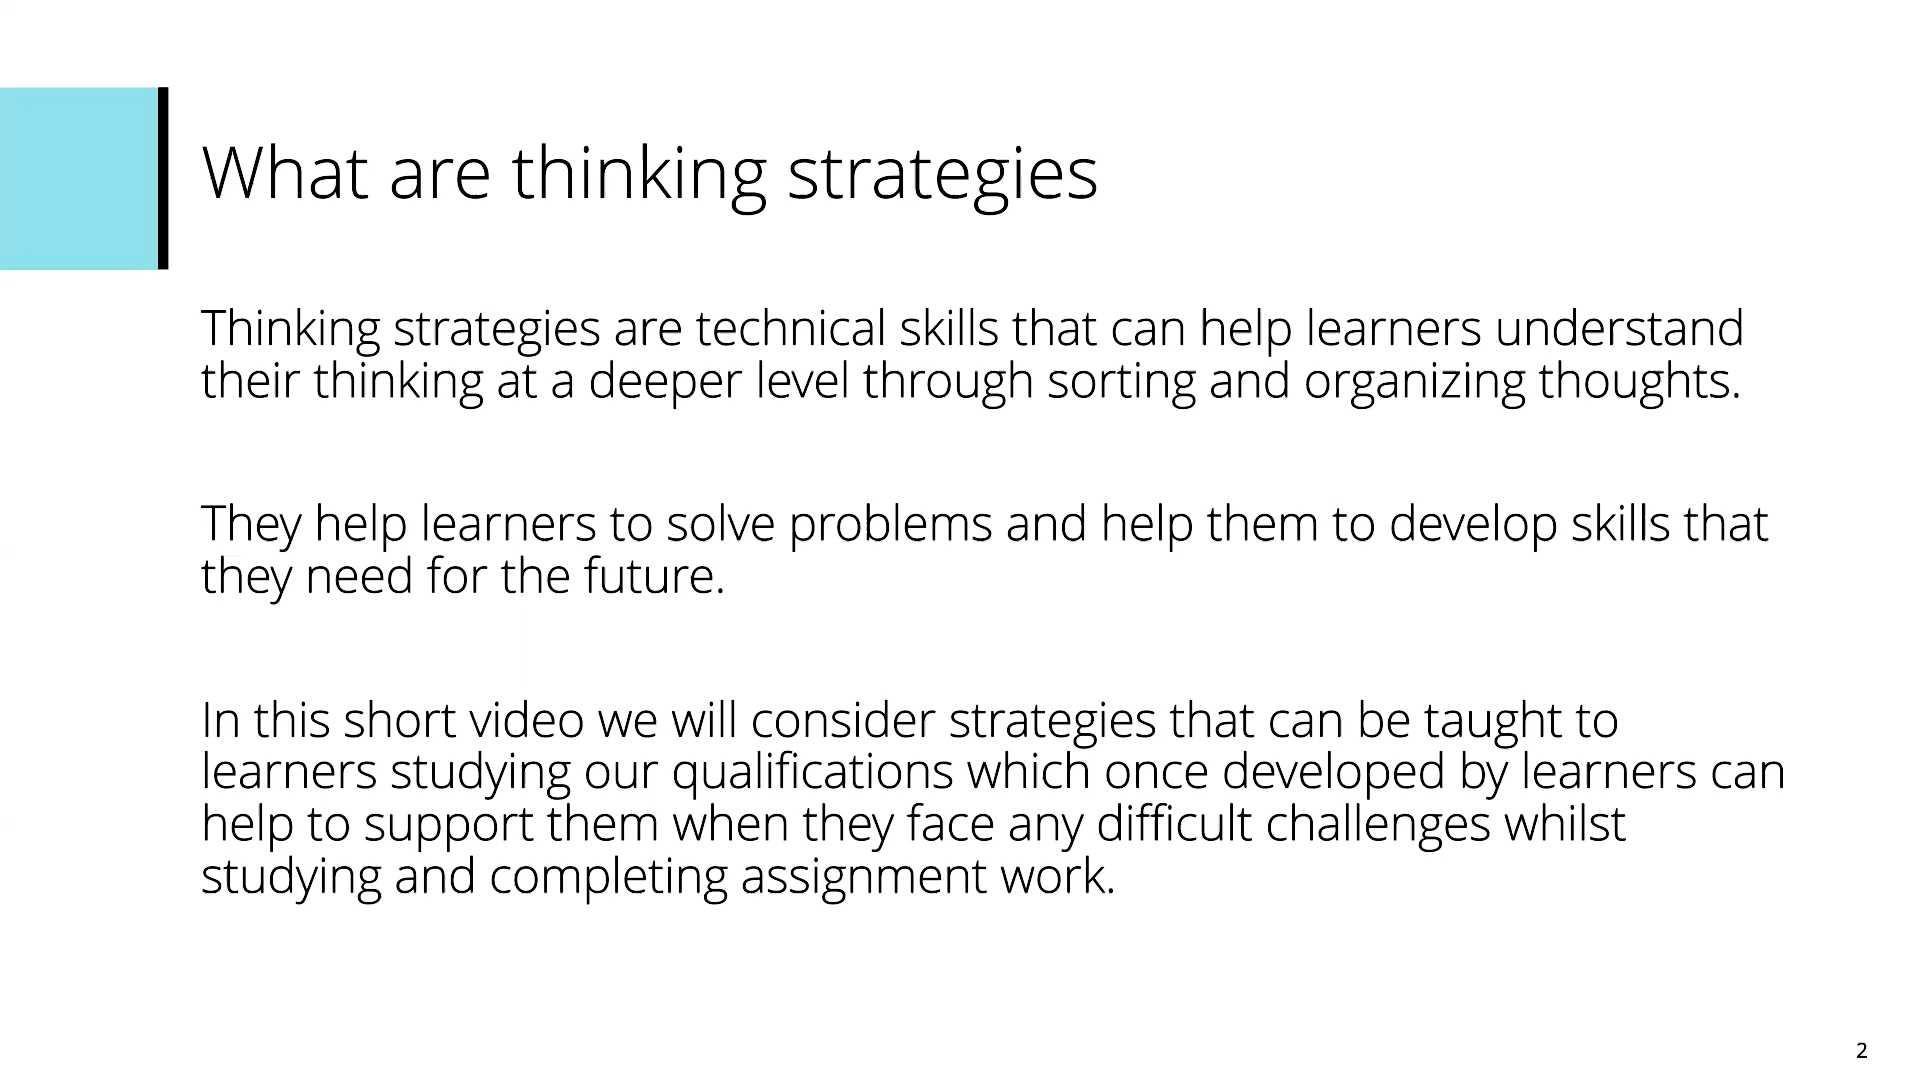 What are thinking strategies
Thinking strategies are technical skills that can help learners understand
their thinking at a deeper level through sorting and organizing thoughts.
They help learners to solve problems and help them to develop skills that
they need for the future.
In this short video we will consider strategies that can be taught to
learners studying our qualifications which once developed by learners can
help to support them when they face any difficult challenges whilst
studying and completing assignment work.
2